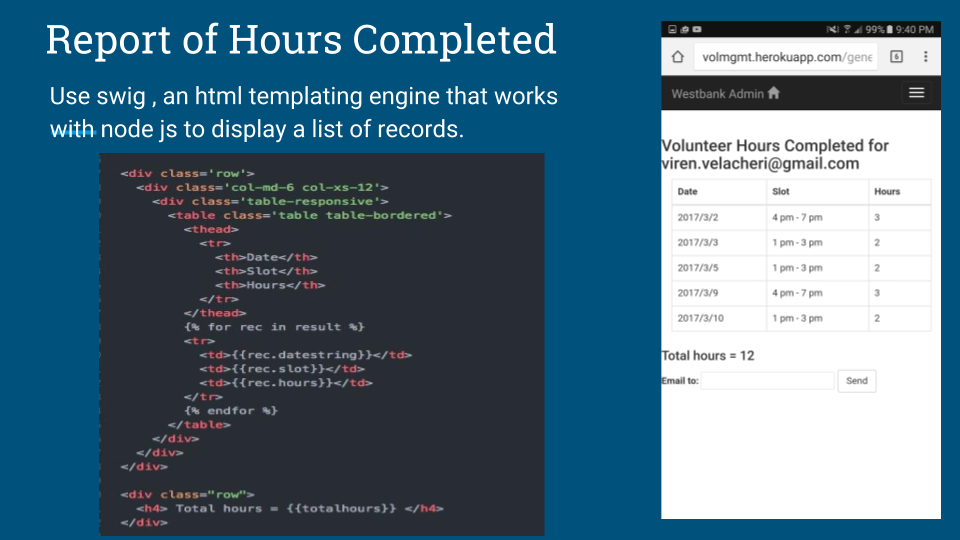 Report of Hours Completed
Use swig , an html templating engine that works
with node js to display a list of records.
<div class='row'>
<div class='col-md-6 col-xs-12'>
<div class='table-responsive'>
<table class='table table-bordered'>
<thead>
<tr>
<th>Date</th>
<th>Slot</th>
<th>Hours</th>
</tr>
</thead>
{% for rec in result %}
<tr>
<td>{{rec.datestring}}</td>
<td>{{rec.slot}}</td>
<td>{{rec.hours}}</td>
</tr>
{% endfor %}
</table>
</div>
</div>
</div>
<div class="row">
<h4> Total hours = {{totalhours}} </h4>
</div>
99% 9:40 PM
volmgmt.herokuapp.com/gene 6
Westbank Admin
Volunteer Hours Completed for
viren.velacheri@gmail.com
Date Slot Hours
2017/3/2 4 pm - 7 pm 3
2017/3/3 1 pm - 3 pm 2
2017/3/5 1 pm - 3 pm 2
2017/3/9 4 pm - 7 pm 3
2017/3/10 1 pm - 3 pm 2
Total hours = 12
Email to: Send